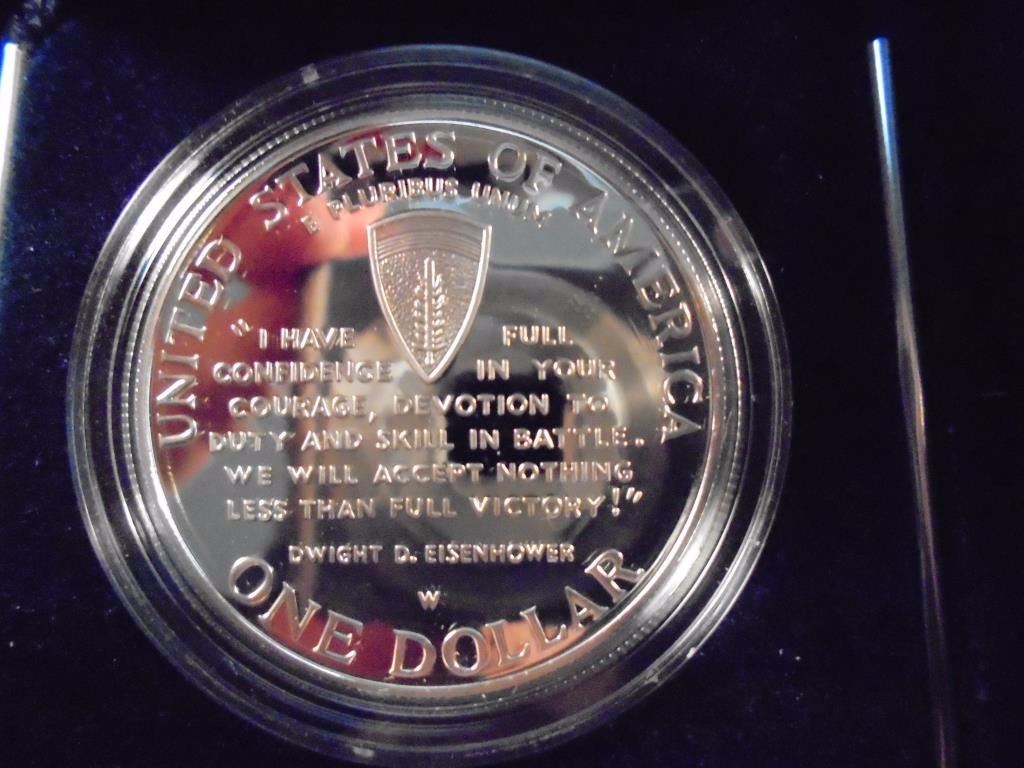 UNITED STATES OF AMERICA
E PLURIBUS UNUM
"I HAVE FULL
CONFIDENCE IN YOUR
COURAGE, DEVOTION TO
DUTY AND SKILL IN BATTLE.
WE WILL ACCEPT NOTHING
LESS THAN FULL VICTORY!"
DWIGHT D. EISENHOWER
W
ONE DOLLAR